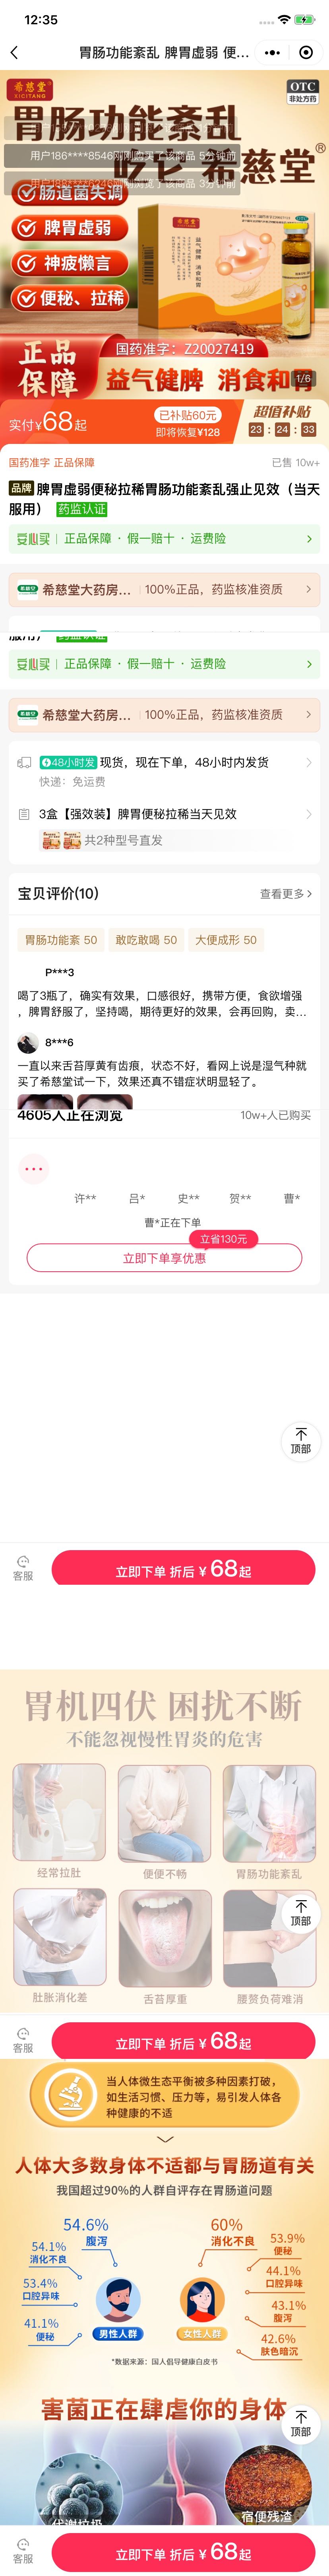 12:35
胃肠功能紊乱 脾胃虚弱 便...
希慈堂
XICITANG
OTC
非处方药
胃肠功能紊乱
用户186****8546刚刚购买了该商品 5分钟前
慈堂®
肠道菌失调
脾胃虚弱
神疲懒言
便秘、拉稀
希慈堂
益气健脾 消食和胃
正品
保障
国药准字：Z20027419
益气健脾 消食和胃
1/6
实付¥68起
已补贴60元
即将恢复¥128
超值补贴
23:24:33
国药准字 正品保障
已售 10w+
品牌 脾胃虚弱便秘拉稀胃肠功能紊乱强止见效（当天
服用） 药监认证
安心买 | 正品保障 · 假一赔十 · 运费险
希慈堂大药房... | 100%正品，药监核准资质
服用） 药监认证
安心买 | 正品保障 · 假一赔十 · 运费险
希慈堂大药房... | 100%正品，药监核准资质
48小时发 现货，现在下单，48小时内发货
快递：免运费
3盒【强效装】脾胃便秘拉稀当天见效
共2种型号直发
宝贝评价(10)
查看更多
胃肠功能紊 50
敢吃敢喝 50
大便成形 50
P***3
喝了3瓶了，确实有效果，口感很好，携带方便，食欲增强
，脾胃舒服了，坚持喝，期待更好的效果，会再回购，卖...
8***6
一直以来舌苔厚黄有齿痕，状态不好，看网上说是湿气种就
买了希慈堂试一下，效果还真不错症状明显轻了。
4605人正在浏览
10w+人已购买
许**
吕*
史**
贺**
曹*
曹*正在下单
立省130元
立即下单享优惠
顶部
客服
立即下单 折后 ¥ 68起
胃机四伏 困扰不断
不能忽视慢性胃炎的危害
经常拉肚
便便不畅
胃肠功能紊乱
肚胀消化差
舌苔厚重
腰赘负荷难消
顶部
客服
立即下单 折后 ¥ 68起
当人体微生态平衡被多种因素打破，
如生活习惯、压力等，易引发人体各
种健康的不适
人体大多数身体不适都与胃肠道有关
我国超过90%的人群自评存在胃肠道问题
54.6%
腹泻
54.1%
消化不良
53.4%
口腔异味
41.1%
便秘
男性人群
60%
消化不良
53.9%
便秘
44.1%
口腔异味
43.1%
腹泻
42.6%
肤色暗沉
女性人群
*数据来源：国人倡导健康白皮书
害菌正在肆虐你的身体
顶部
代谢垃圾
宿便残渣
客服
立即下单 折后 ¥ 68起